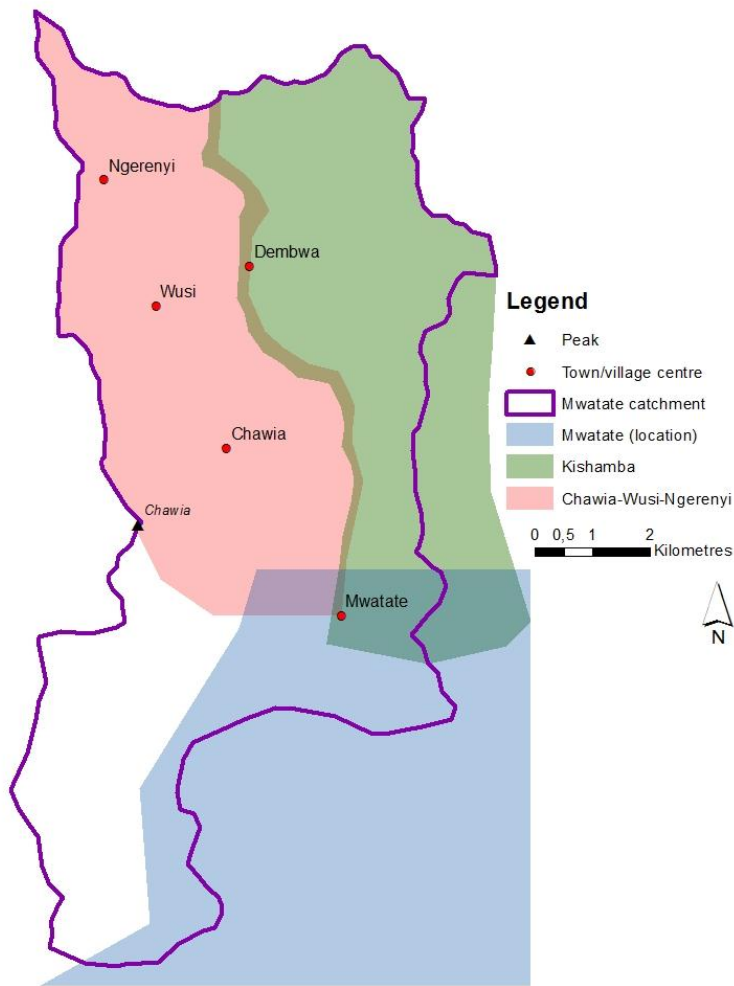 Ngerenyi
Dembwa
Wusi
Chawia
Chawia
Mwatate
Legend
Peak
Town/village centre
Mwatate catchment
Mwatate (location)
Kishamba
Chawia-Wusi-Ngerenyi
0 0,5 1 2
Kilometres
N